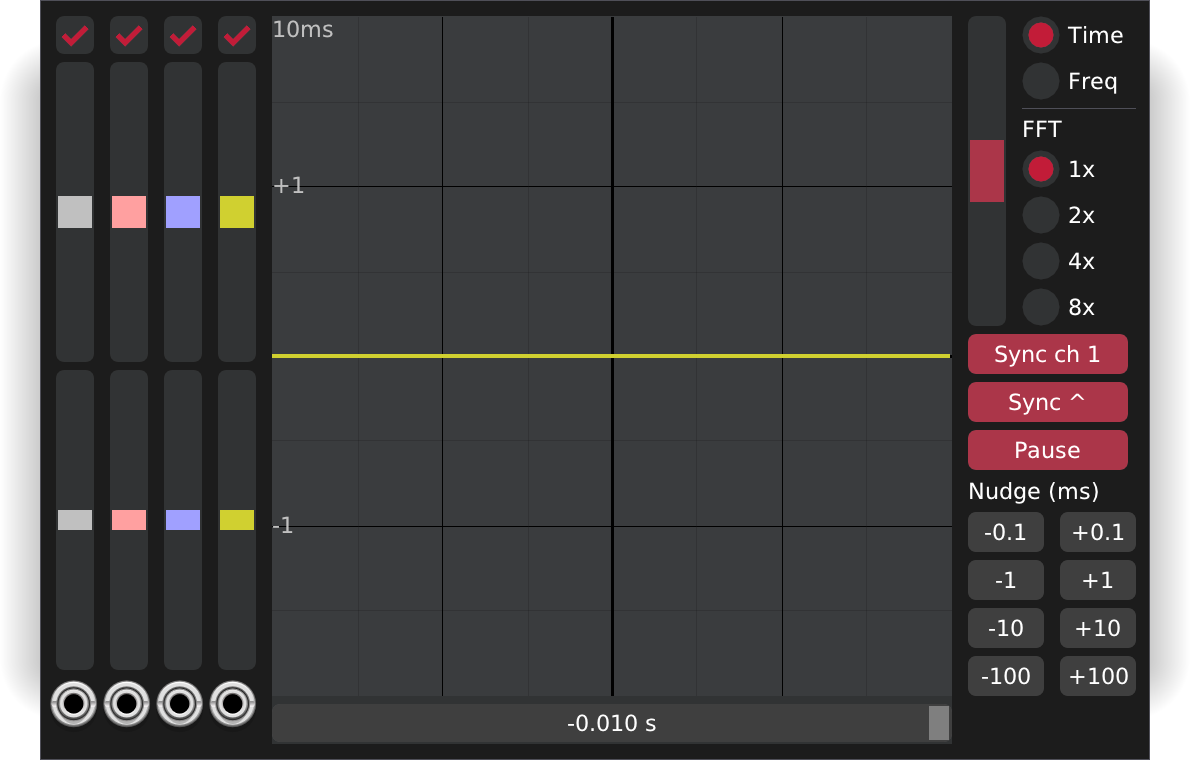 10ms
+1
-1
-0.010 s
Time
Freq
FFT
1x
2x
4x
8x
Sync ch 1
Sync ^
Pause
Nudge (ms)
-0.1 +0.1
-1 +1
-10 +10
-100 +100